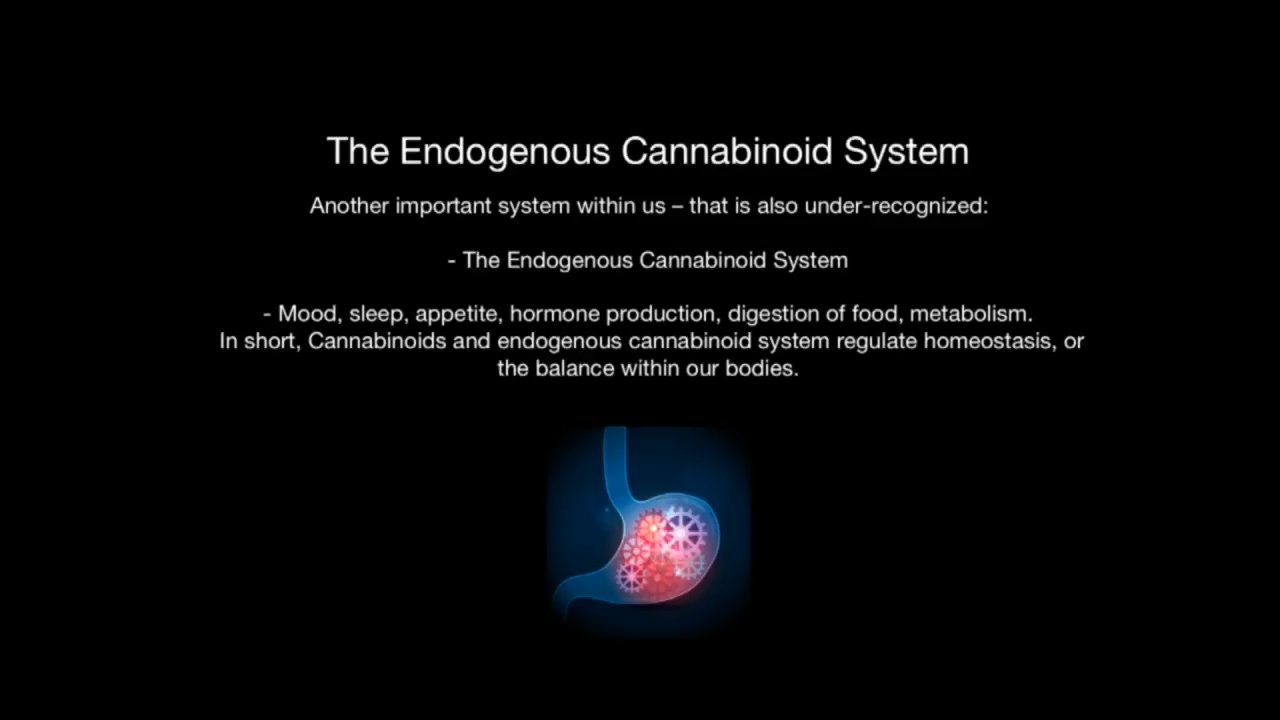 The Endogenous Cannabinoid System
Another important system within us – that is also under-recognized:
- The Endogenous Cannabinoid System
- Mood, sleep, appetite, hormone production, digestion of food, metabolism.
In short, Cannabinoids and endogenous cannabinoid system regulate homeostasis, or
the balance within our bodies.